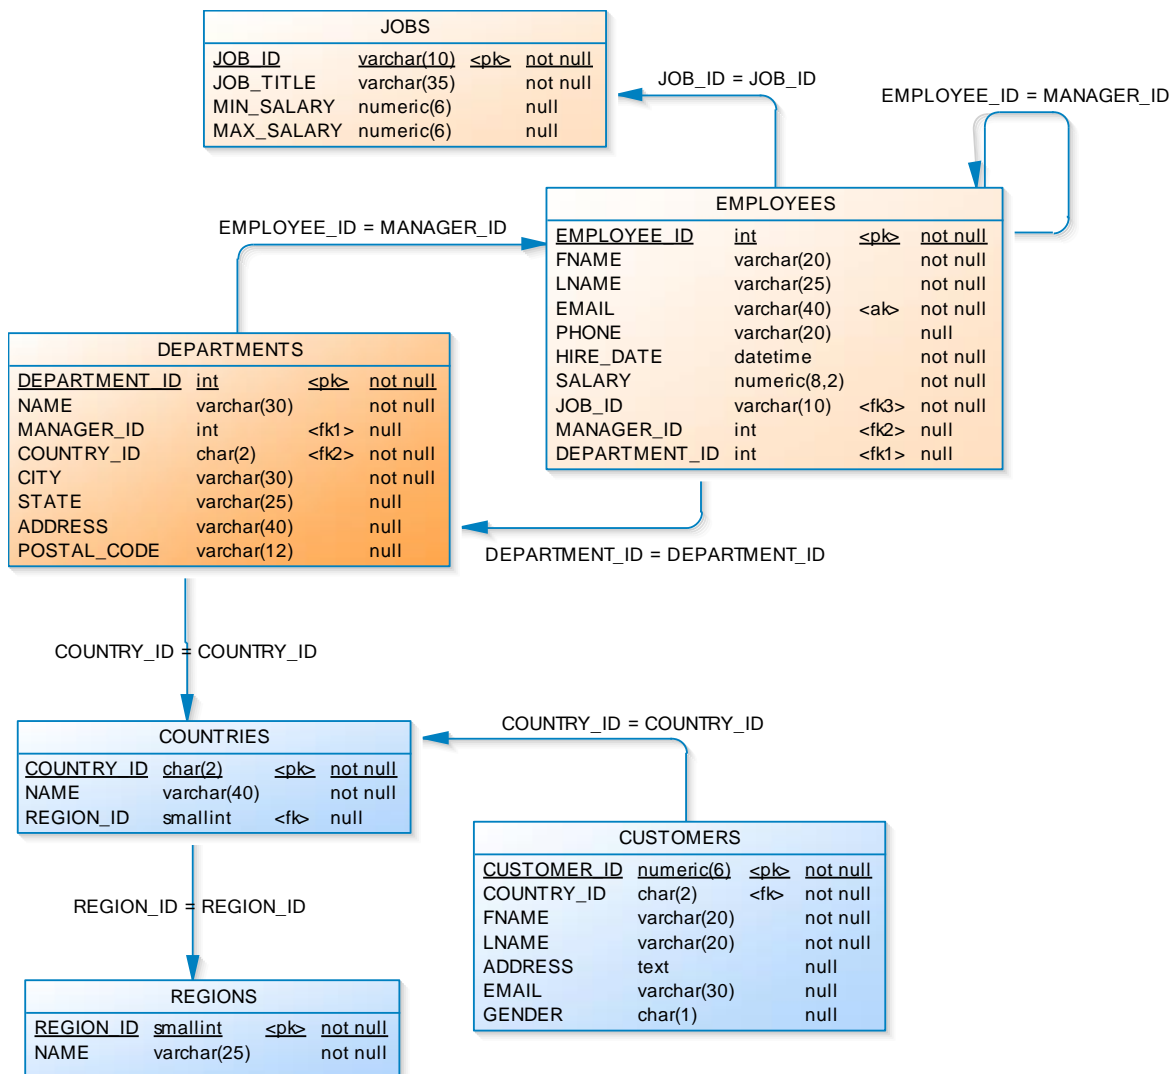 JOBS
JOB_ID varchar(10) <pk> not null
JOB_TITLE varchar(35) not null
MIN_SALARY numeric(6) null
MAX_SALARY numeric(6) null
JOB_ID = JOB_ID
EMPLOYEE_ID = MANAGER_ID
EMPLOYEES
EMPLOYEE_ID int <pk> not null
FNAME varchar(20) not null
LNAME varchar(25) not null
EMAIL varchar(40) <ak> not null
PHONE varchar(20) null
HIRE_DATE datetime not null
SALARY numeric(8,2) not null
JOB_ID varchar(10) <fk3> not null
MANAGER_ID int <fk2> null
DEPARTMENT_ID int <fk1> null
EMPLOYEE_ID = MANAGER_ID
DEPARTMENTS
DEPARTMENT_ID int <pk> not null
NAME varchar(30) not null
MANAGER_ID int <fk1> null
COUNTRY_ID char(2) <fk2> not null
CITY varchar(30) not null
STATE varchar(25) null
ADDRESS varchar(40) null
POSTAL_CODE varchar(12) null
DEPARTMENT_ID = DEPARTMENT_ID
COUNTRY_ID = COUNTRY_ID
COUNTRIES
COUNTRY_ID char(2) <pk> not null
NAME varchar(40) not null
REGION_ID smallint <fk> null
COUNTRY_ID = COUNTRY_ID
CUSTOMERS
CUSTOMER_ID numeric(6) <pk> not null
COUNTRY_ID char(2) <fk> not null
FNAME varchar(20) not null
LNAME varchar(20) not null
ADDRESS text null
EMAIL varchar(30) null
GENDER char(1) null
REGION_ID = REGION_ID
REGIONS
REGION_ID smallint <pk> not null
NAME varchar(25) not null